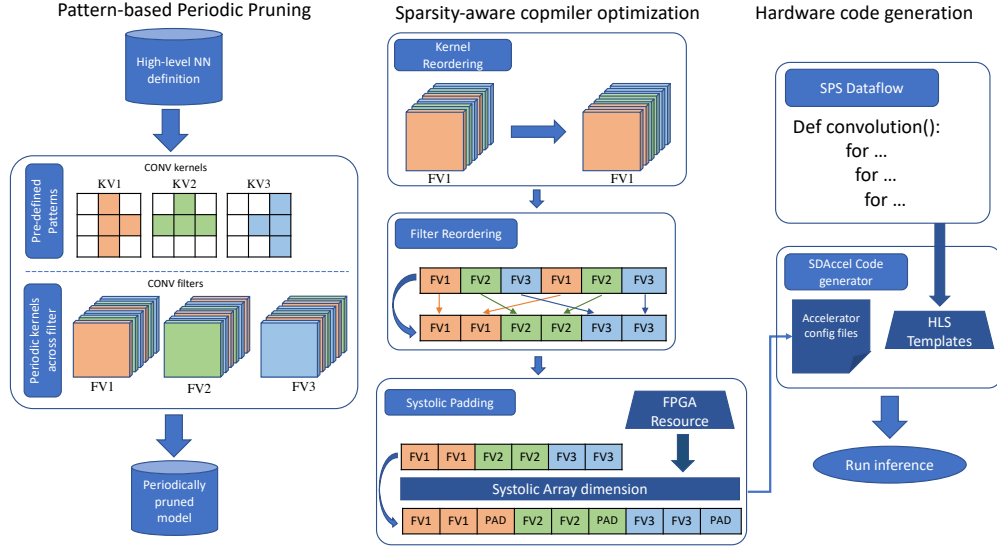 Pattern-based Periodic Pruning
High-level NN
definition
Pre-defined
Patterns
CONV kernels
KV1 KV2 KV3
Periodic kernels
across filter
CONV filters
FV1 FV2 FV3
Periodically
pruned
model
Sparsity-aware copmiler optimization
Kernel
Reordering
FV1 FV1
Filter Reordering
FV1 FV2 FV3 FV1 FV2 FV3
FV1 FV1 FV2 FV2 FV3 FV3
Systolic Padding
FPGA
Resource
FV1 FV1 FV2 FV2 FV3 FV3
Systolic Array dimension
FV1 FV1 PAD FV2 FV2 PAD FV3 FV3 PAD
Hardware code generation
SPS Dataflow
Def convolution():
for ...
for ...
for ...
SDAccel Code
generator
Accelerator
config files
HLS
Templates
Run inference